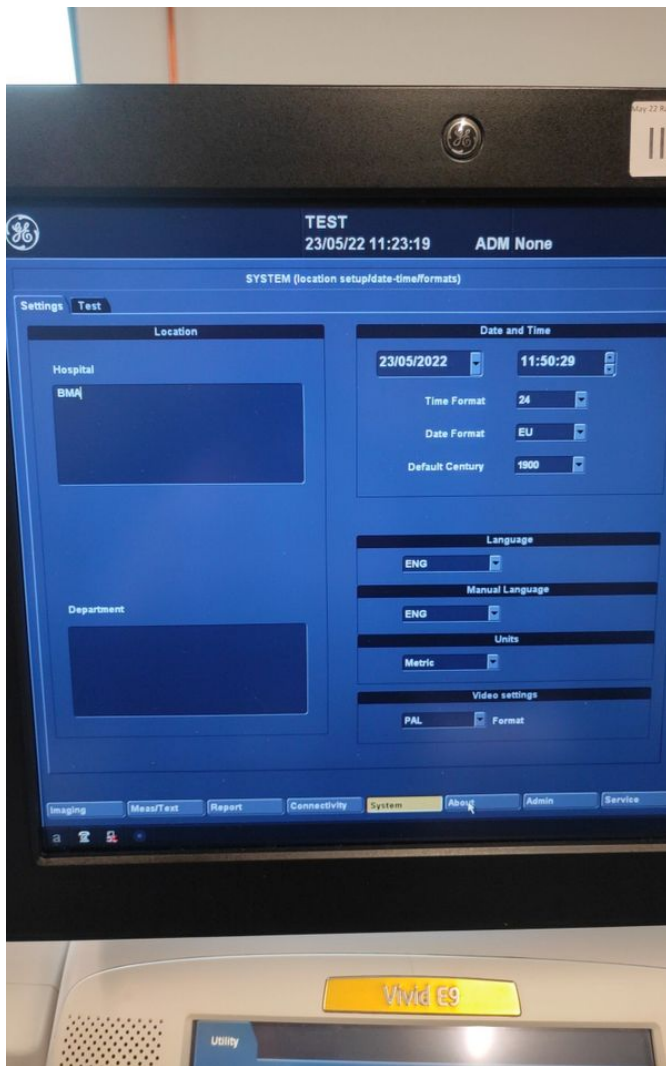 May 22 R
TEST
23/05/22 11:23:19 ADM None
SYSTEM (location setup/date-time/formats)
Settings Test
Location
Hospital
BMA
Department
Date and Time
23/05/2022 11:50:29
Time Format 24
Date Format EU
Default Century 1900
Language
ENG
Manual Language
ENG
Units
Metric
Video settings
PAL Format
Imaging Meas/Text Report Connectivity System About Admin Service
a
Vivid E9
Utility